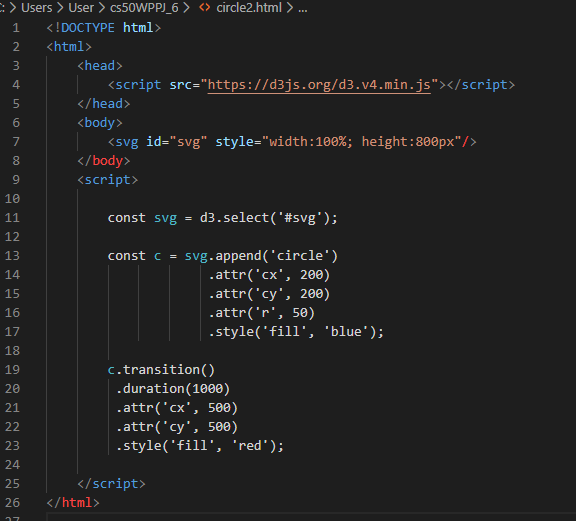 C: > Users > User > cs50WPPJ_6 > <> circle2.html > ...
1 <!DOCTYPE html>
2 <html>
3     <head>
4         <script src="https://d3js.org/d3.v4.min.js"></script>
5     </head>
6     <body>
7         <svg id="svg" style="width:100%; height:800px"/>
8     </body>
9     <script>
10
11         const svg = d3.select('#svg');
12
13         const c = svg.append('circle')
14                      .attr('cx', 200)
15                      .attr('cy', 200)
16                      .attr('r', 50)
17                      .style('fill', 'blue');
18
19         c.transition()
20          .duration(1000)
21          .attr('cx', 500)
22          .attr('cy', 500)
23          .style('fill', 'red');
24
25     </script>
26 </html>
27